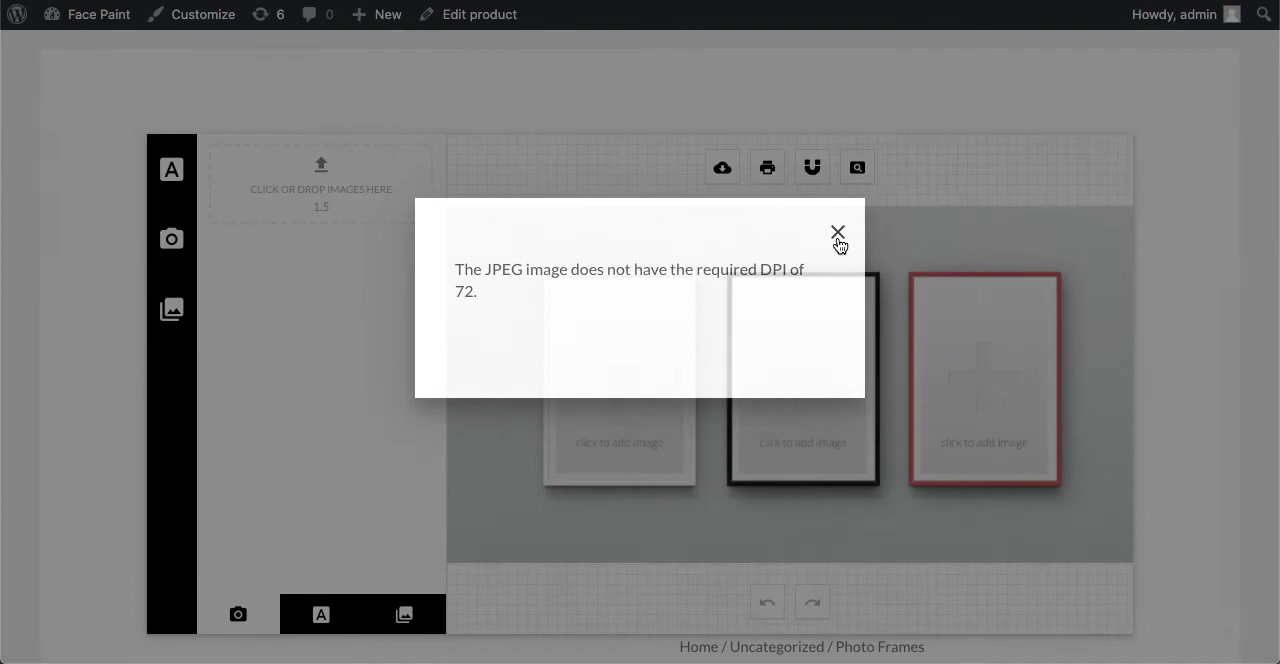 Face Paint Customize 6 0 New Edit product Howdy, admin
CLICK OR DROP IMAGES HERE
1.5
The JPEG image does not have the required DPI of
72.
click to add image click to add image click to add image
Home / Uncategorized / Photo Frames